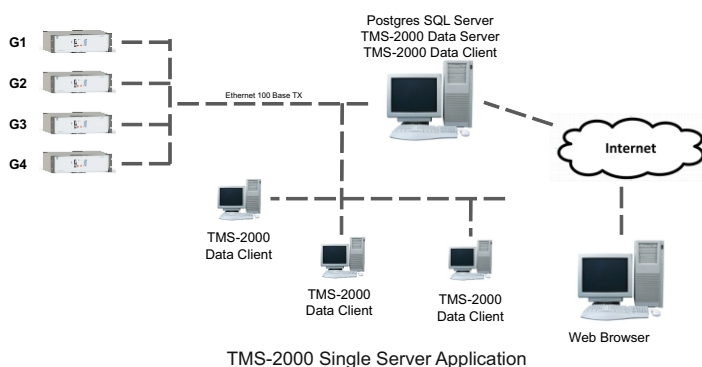 G1
G2
G3
G4
Ethernet 100 Base TX
Postgres SQL Server
TMS-2000 Data Server
TMS-2000 Data Client
Internet
TMS-2000
Data Client
TMS-2000
Data Client
TMS-2000
Data Client
Web Browser
TMS-2000 Single Server Application